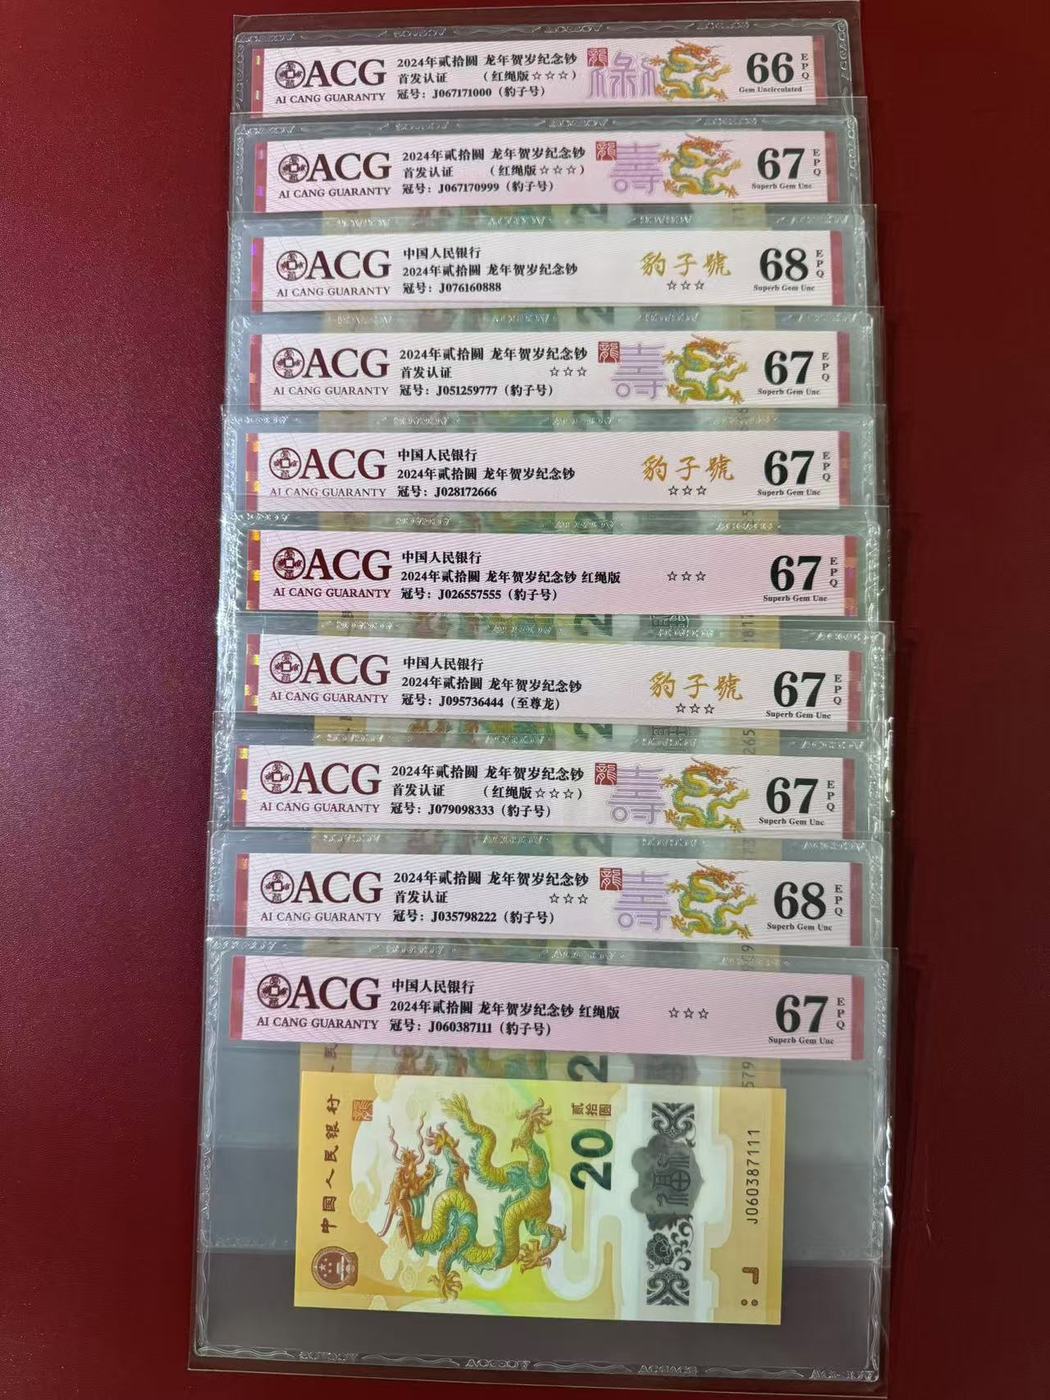 ACG
AI CANG GUARANTY
2024年贰拾圆 龙年贺岁纪念钞
首发认证 (红绳版☆☆☆)
冠号: J067171000 (豹子号)
龍
禄
66
EPQ
Gem Uncirculated
ACG
AI CANG GUARANTY
2024年贰拾圆 龙年贺岁纪念钞
首发认证 (红绳版☆☆☆)
冠号: J067170999 (豹子号)
龍
壽
67
EPQ
Superb Gem Unc
ACG
AI CANG GUARANTY
中国人民银行
2024年贰拾圆 龙年贺岁纪念钞
冠号: J076160888
豹子號
☆☆☆
68
EPQ
Superb Gem Unc
ACG
AI CANG GUARANTY
2024年贰拾圆 龙年贺岁纪念钞
首发认证 ☆☆☆
冠号: J051259777 (豹子号)
龍
壽
67
EPQ
Superb Gem Unc
ACG
AI CANG GUARANTY
中国人民银行
2024年贰拾圆 龙年贺岁纪念钞
冠号: J028172666
豹子號
☆☆☆
67
EPQ
Superb Gem Unc
ACG
AI CANG GUARANTY
中国人民银行
2024年贰拾圆 龙年贺岁纪念钞 红绳版
冠号: J026557555 (豹子号)
☆☆☆
67
EPQ
Superb Gem Unc
ACG
AI CANG GUARANTY
中国人民银行
2024年贰拾圆 龙年贺岁纪念钞
冠号: J095736444 (至尊龙)
豹子號
☆☆☆
67
EPQ
Superb Gem Unc
ACG
AI CANG GUARANTY
2024年贰拾圆 龙年贺岁纪念钞
首发认证 (红绳版☆☆☆)
冠号: J079098333 (豹子号)
龍
壽
67
EPQ
Superb Gem Unc
ACG
AI CANG GUARANTY
2024年贰拾圆 龙年贺岁纪念钞
首发认证 ☆☆☆
冠号: J035798222 (豹子号)
龍
壽
68
EPQ
Superb Gem Unc
ACG
AI CANG GUARANTY
中国人民银行
2024年贰拾圆 龙年贺岁纪念钞 红绳版
冠号: J060387111 (豹子号)
☆☆☆
67
EPQ
Superb Gem Unc
中国人民银行
贰拾圆
20
福
J060387111